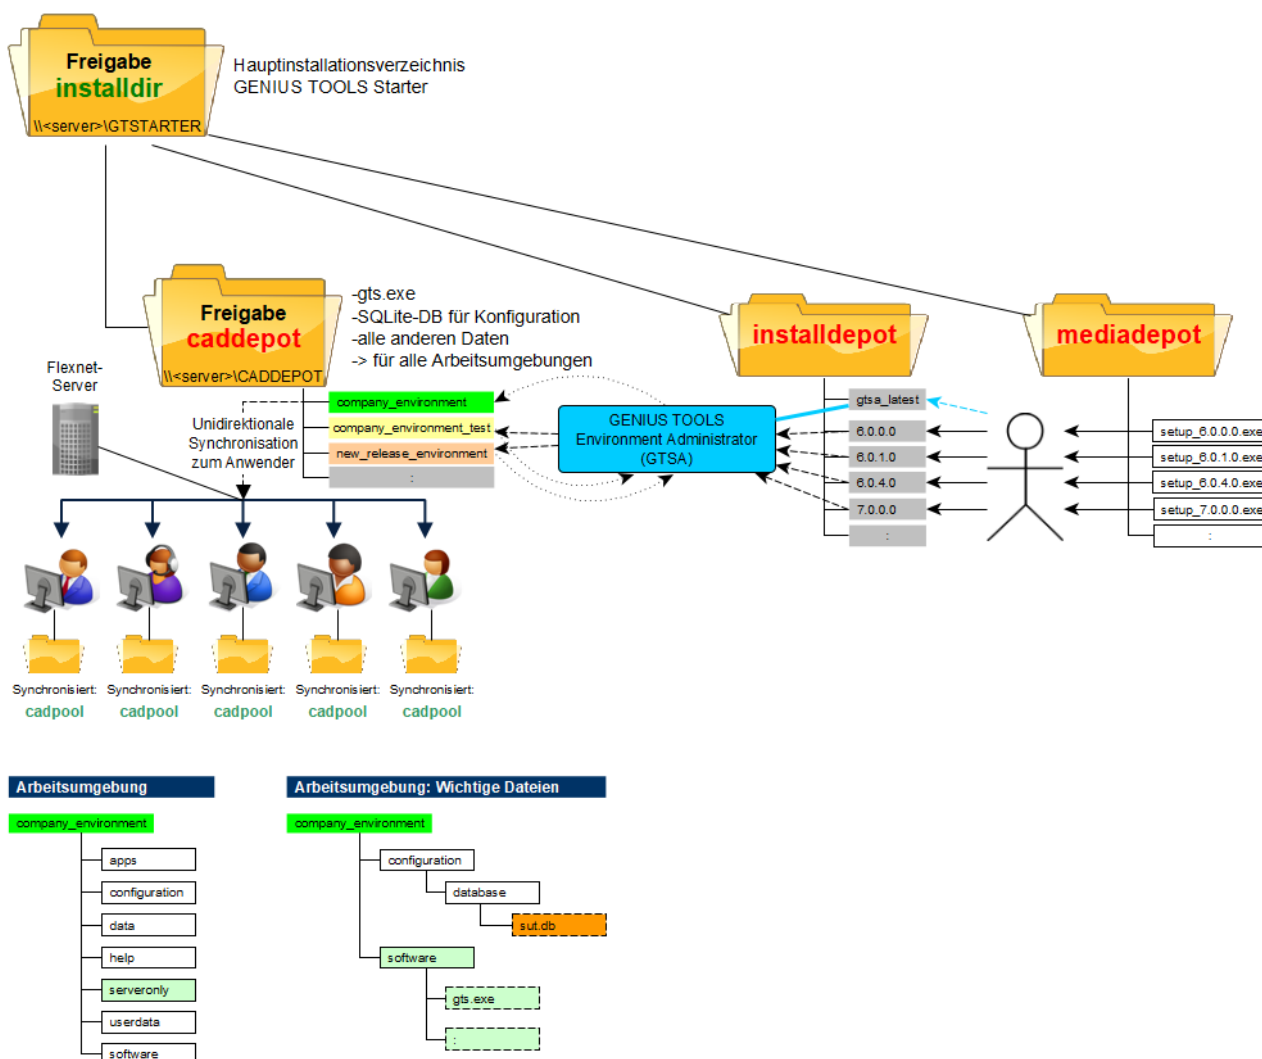 Freigabe
installdir
\\<server>\GTSTARTER
Hauptinstallationsverzeichnis
GENIUS TOOLS Starter
Freigabe
caddepot
\\<server>\CADDEPOT
-gts.exe
-SQLite-DB für Konfiguration
-alle anderen Daten
-> für alle Arbeitsumgebungen
installdepot
mediadepot
Flexnet-
Server
Unidirektionale
Synchronisation
zum Anwender
company_environment
company_environment_test
new_release_environment
:
GENIUS TOOLS
Environment Administrator
(GTSA)
gtsa_latest
6.0.0.0
6.0.1.0
6.0.4.0
7.0.0.0
:
setup_6.0.0.0.exe
setup_6.0.1.0.exe
setup_6.0.4.0.exe
setup_7.0.0.0.exe
:
Synchronisiert:
cadpool
Synchronisiert:
cadpool
Synchronisiert:
cadpool
Synchronisiert:
cadpool
Synchronisiert:
cadpool
Arbeitsumgebung
company_environment
apps
configuration
data
help
serveronly
userdata
software
Arbeitsumgebung: Wichtige Dateien
company_environment
configuration
database
sut.db
software
gts.exe
: